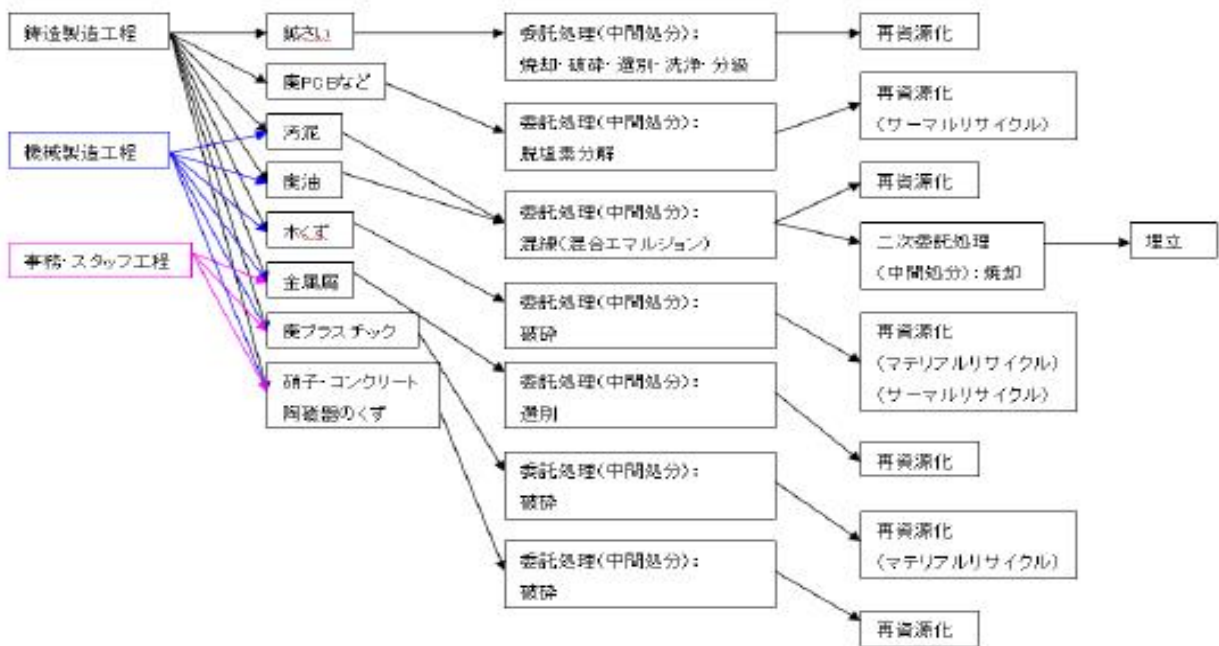 鋳造製造工程
機械製造工程
事務・スタッフ工程
鉱さい
廃PCBなど
汚泥
廃油
木くず
金属屑
廃プラスチック
硝子・コンクリート
陶磁器のくず
委託処理(中間処分)：
焼却・破砕・選別・洗浄・分級
委託処理(中間処分)：
脱塩素分解
委託処理(中間処分)：
混練(混合エマルジョン)
委託処理(中間処分)：
破砕
委託処理(中間処分)：
選別
委託処理(中間処分)：
破砕
委託処理(中間処分)：
破砕
再資源化
再資源化
(サーマルリサイクル)
再資源化
二次委託処理
(中間処分)：焼却
埋立
再資源化
(マテリアルリサイクル)
(サーマルリサイクル)
再資源化
再資源化
(マテリアルリサイクル)
再資源化